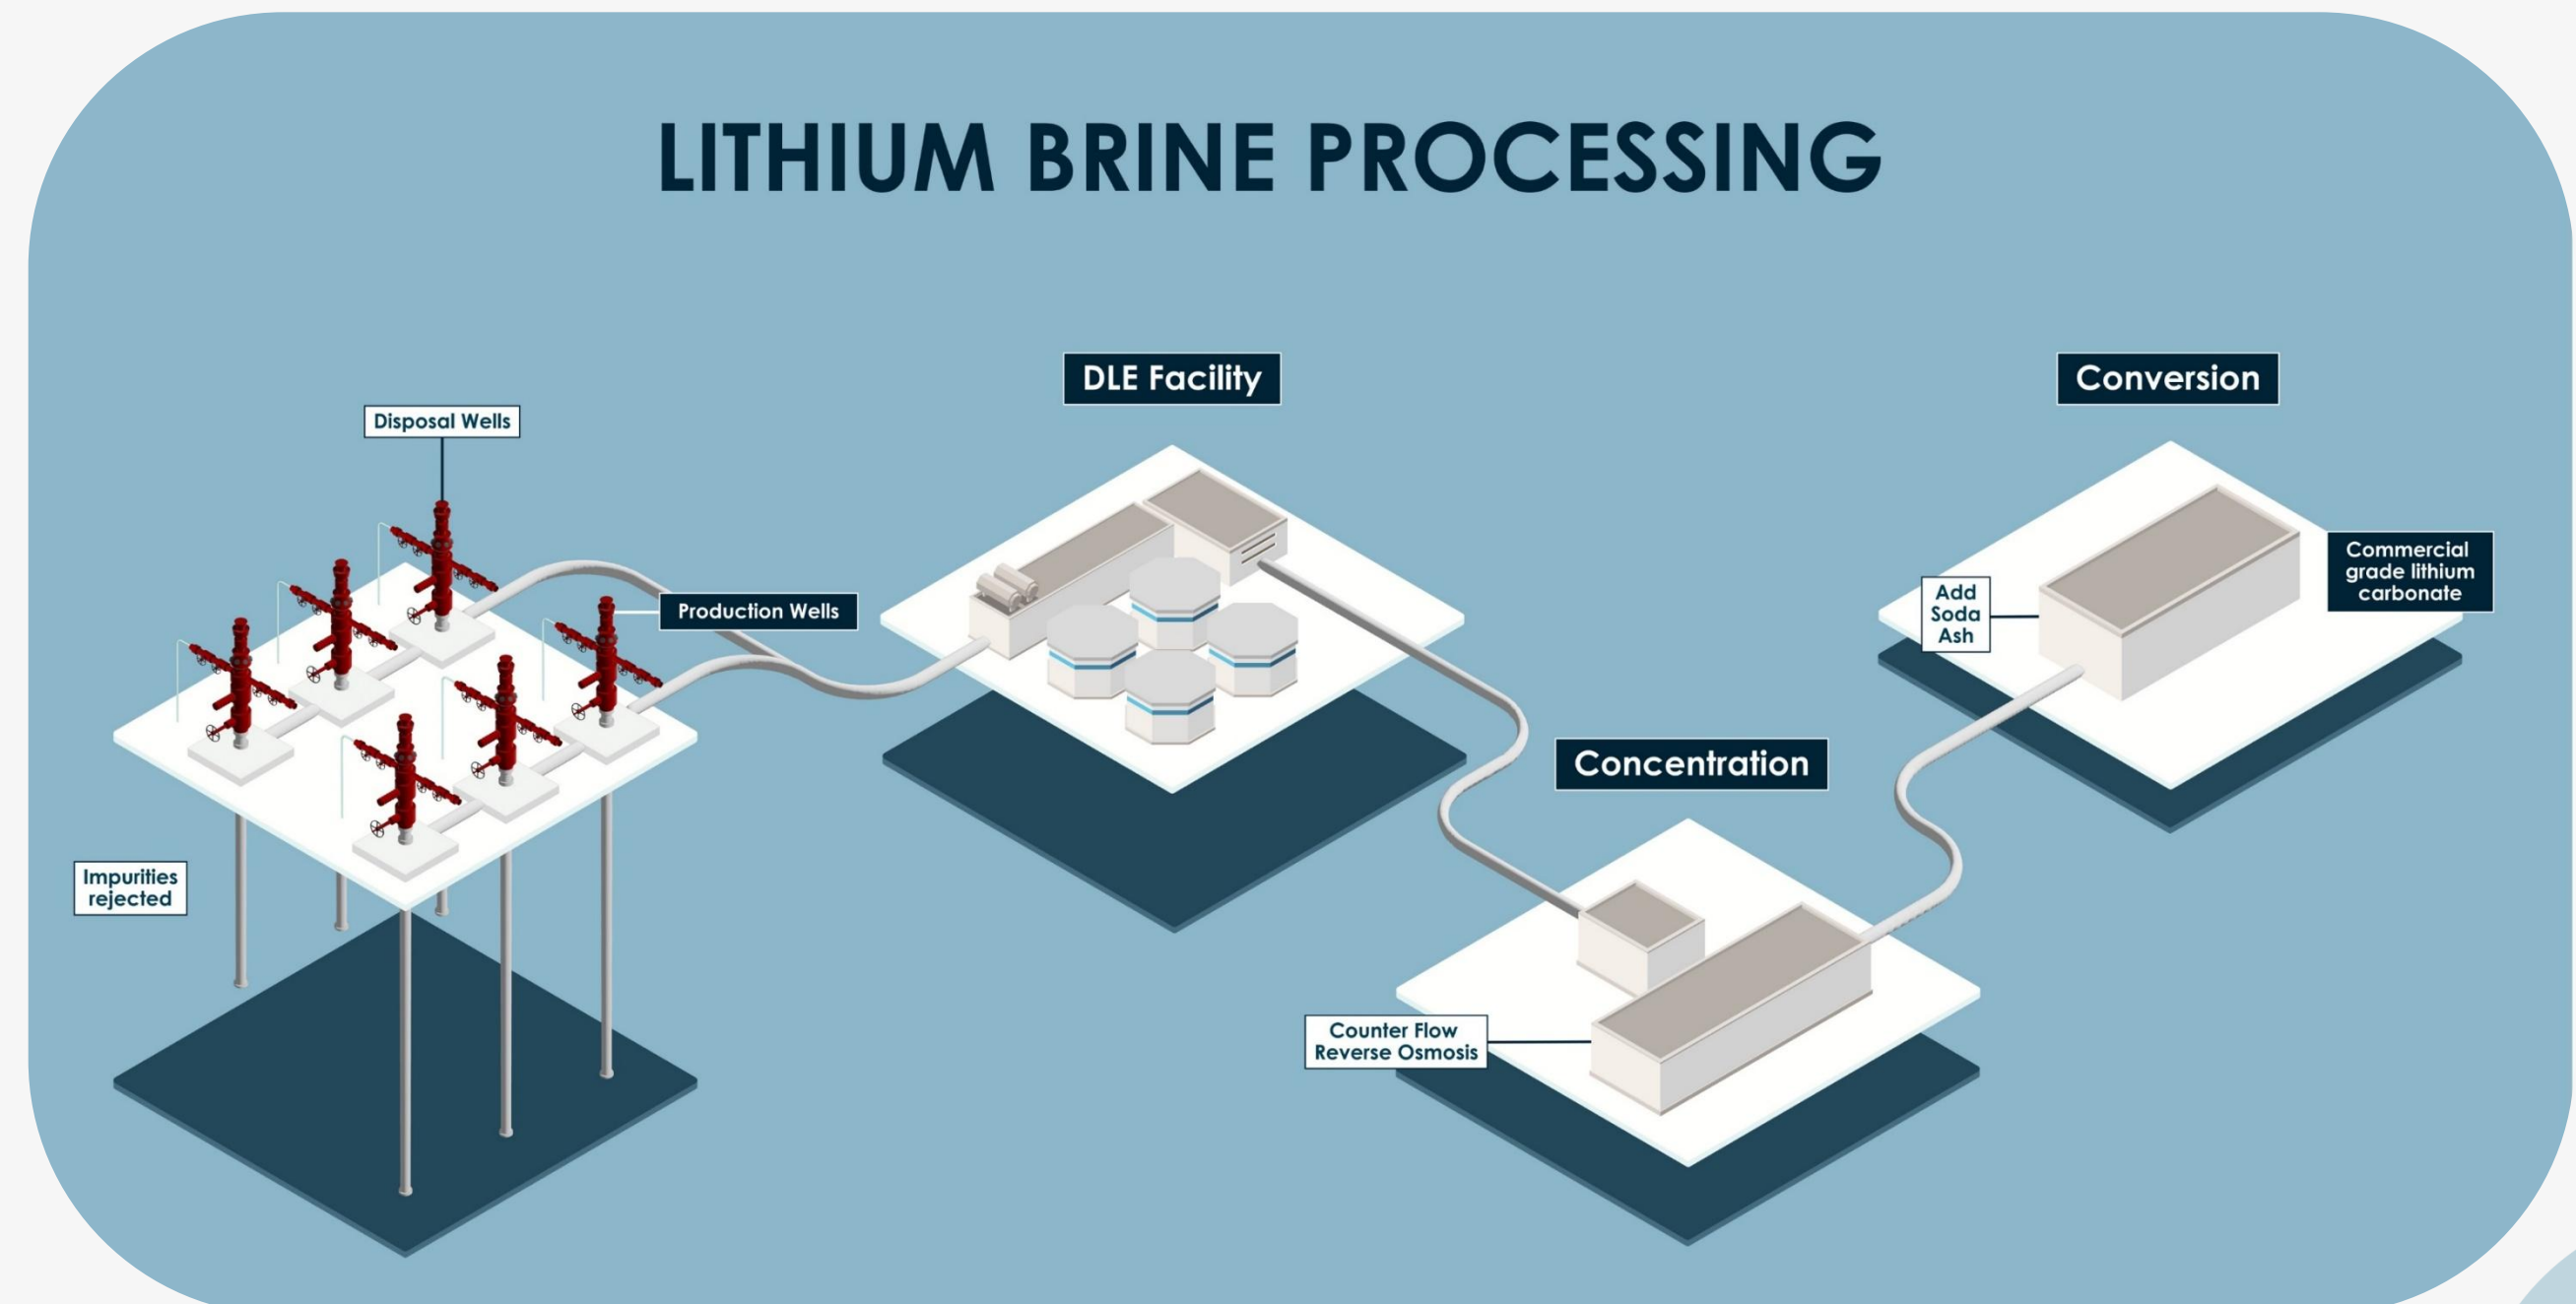 LITHIUM BRINE PROCESSING
DLE Facility
Conversion
Disposal Wells
Production Wells
Commercial
grade lithium
carbonate
Add
Soda
Ash
Concentration
Impurities
rejected
Counter Flow
Reverse Osmosis